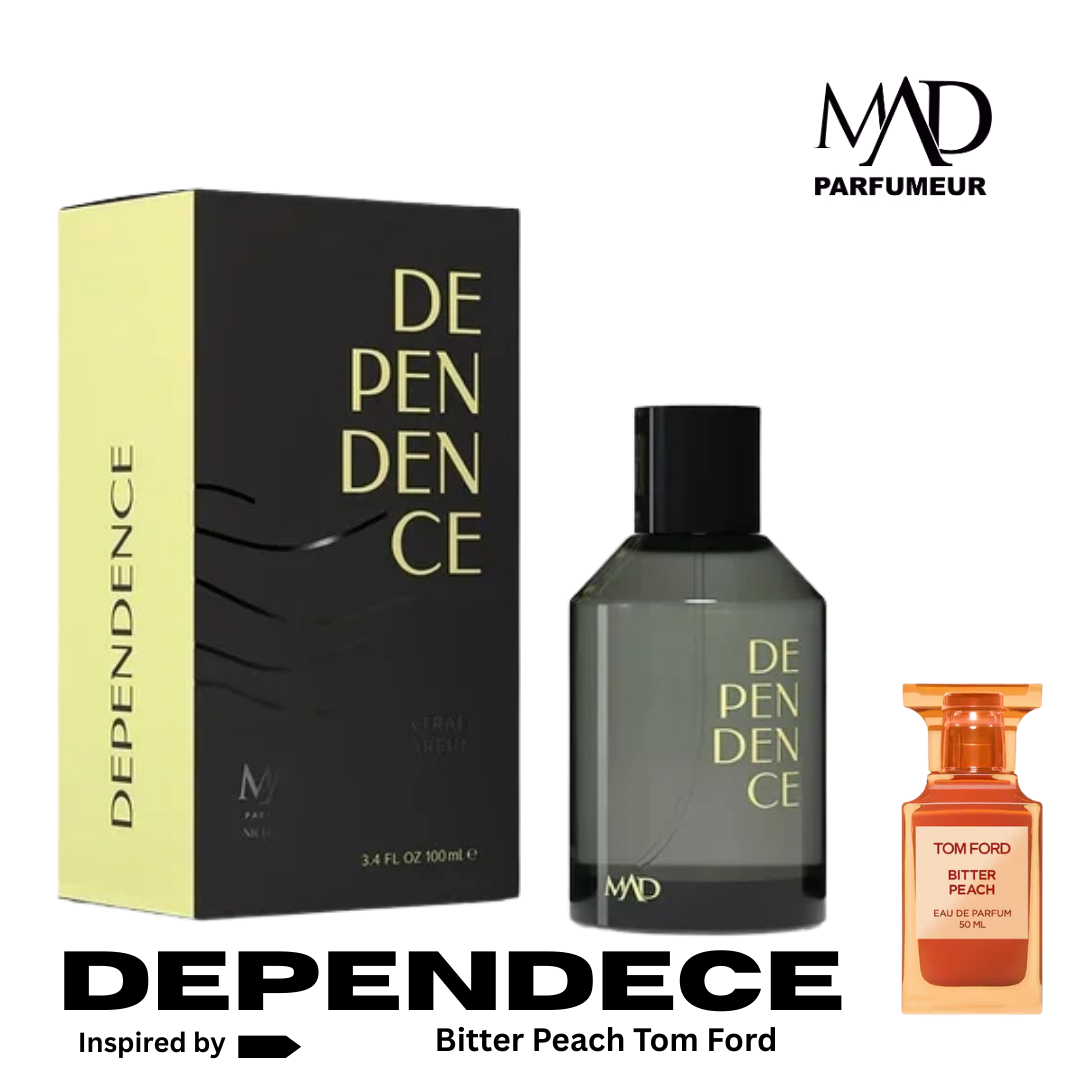 MAD
PARFUMEUR
DE
PEN
DEN
CE
DEPENDENCE
3.4 FL OZ 100 ml ℮
DE
PEN
DEN
CE
MAD
TOM FORD
BITTER
PEACH
EAU DE PARFUM
50 ML
DEPENDECE
Inspired by
Bitter Peach Tom Ford